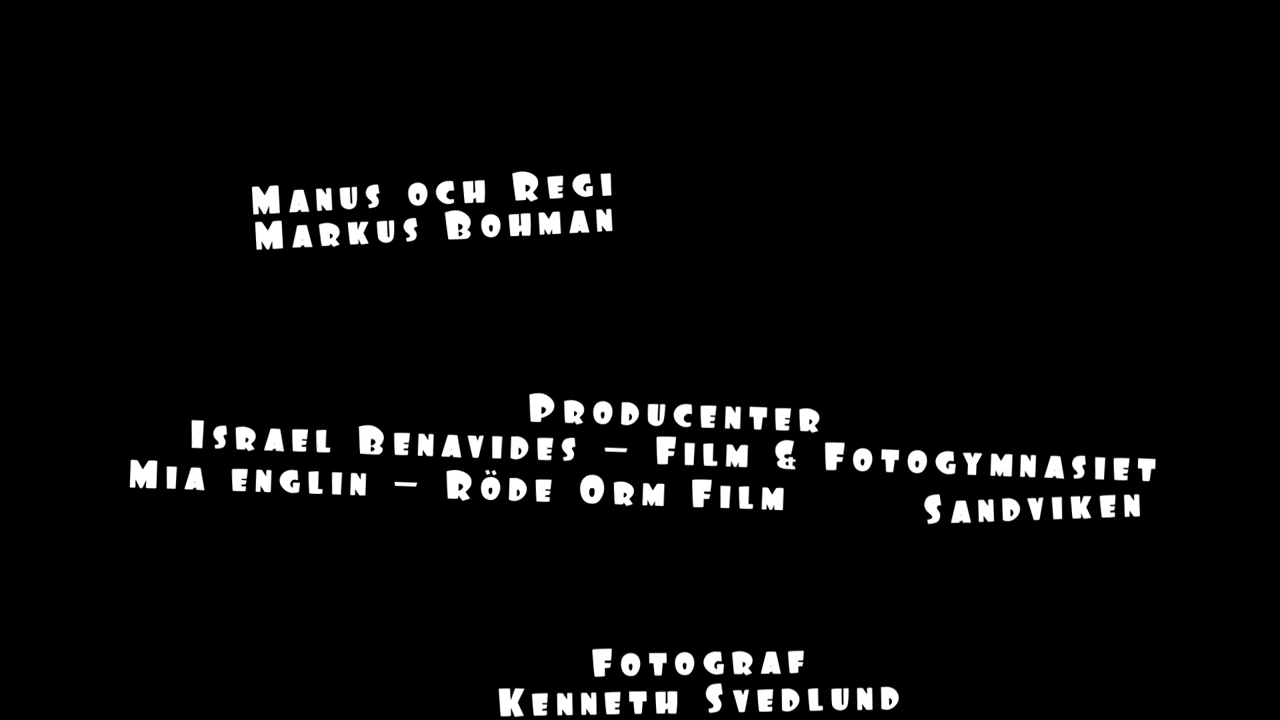 Manus och Regi
Markus Bohman
Producenter
Israel Benavides – Film & Fotogymnasiet
Sandviken
Mia englin – Röde Orm Film
Fotograf
Kenneth Svedlund